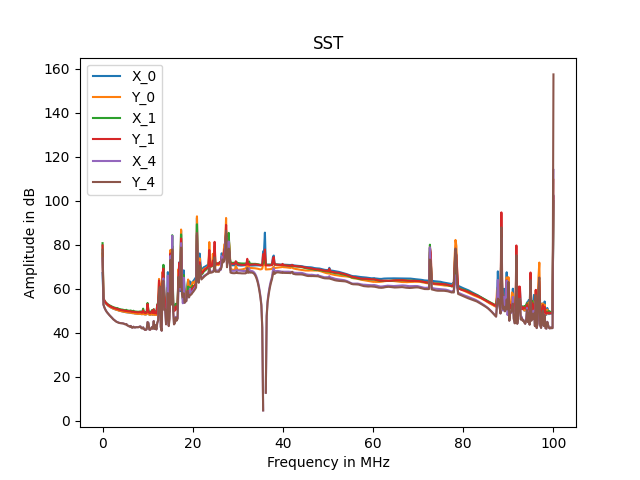 SST
160
140
120
100
80
60
40
20
0
Amplitude in dB
X_0
Y_0
X_1
Y_1
X_4
Y_4
0 20 40 60 80 100
Frequency in MHz